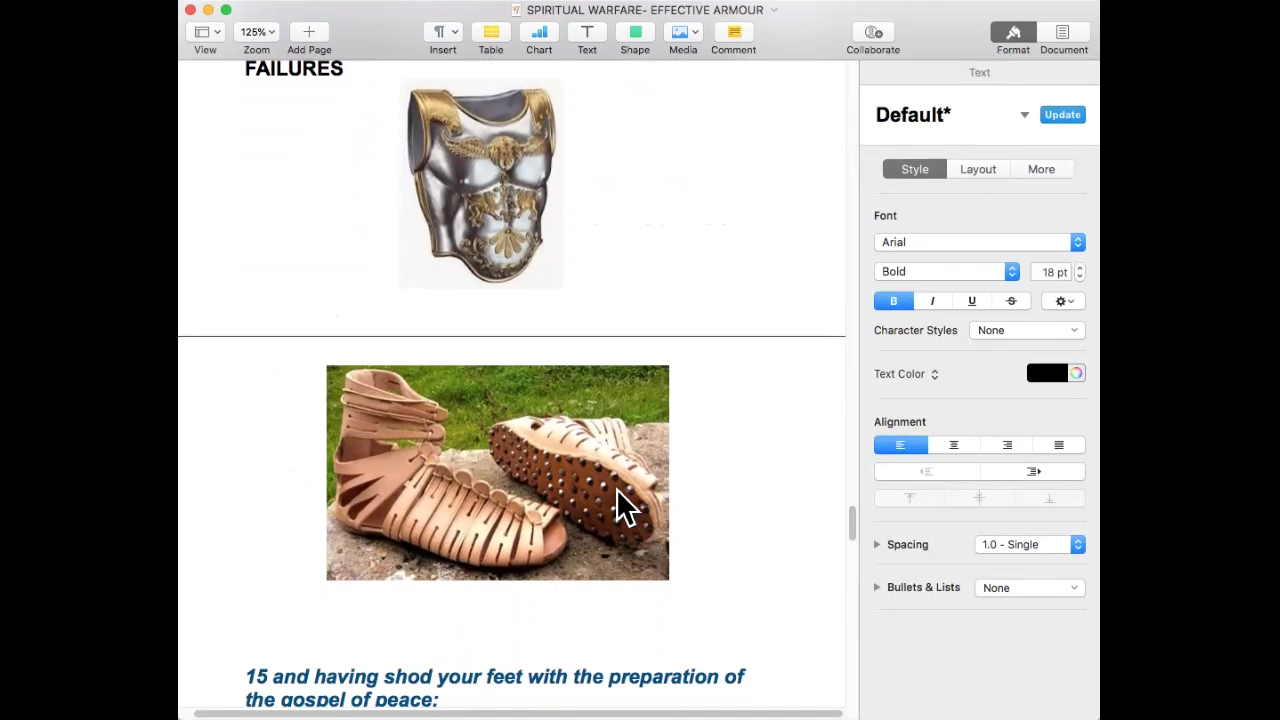 SPIRITUAL WARFARE- EFFECTIVE ARMOUR
125%
View
Zoom
Add Page
Insert
Table
Chart
Text
Shape
Media
Comment
Collaborate
Format
Document
FAILURES
15 and having shod your feet with the preparation of
the gospel of peace;
Text
Default*
Update
Style
Layout
More
Font
Arial
Bold
18 pt
B
I
U
S
Character Styles
None
Text Color
Alignment
Spacing
1.0 - Single
Bullets & Lists
None